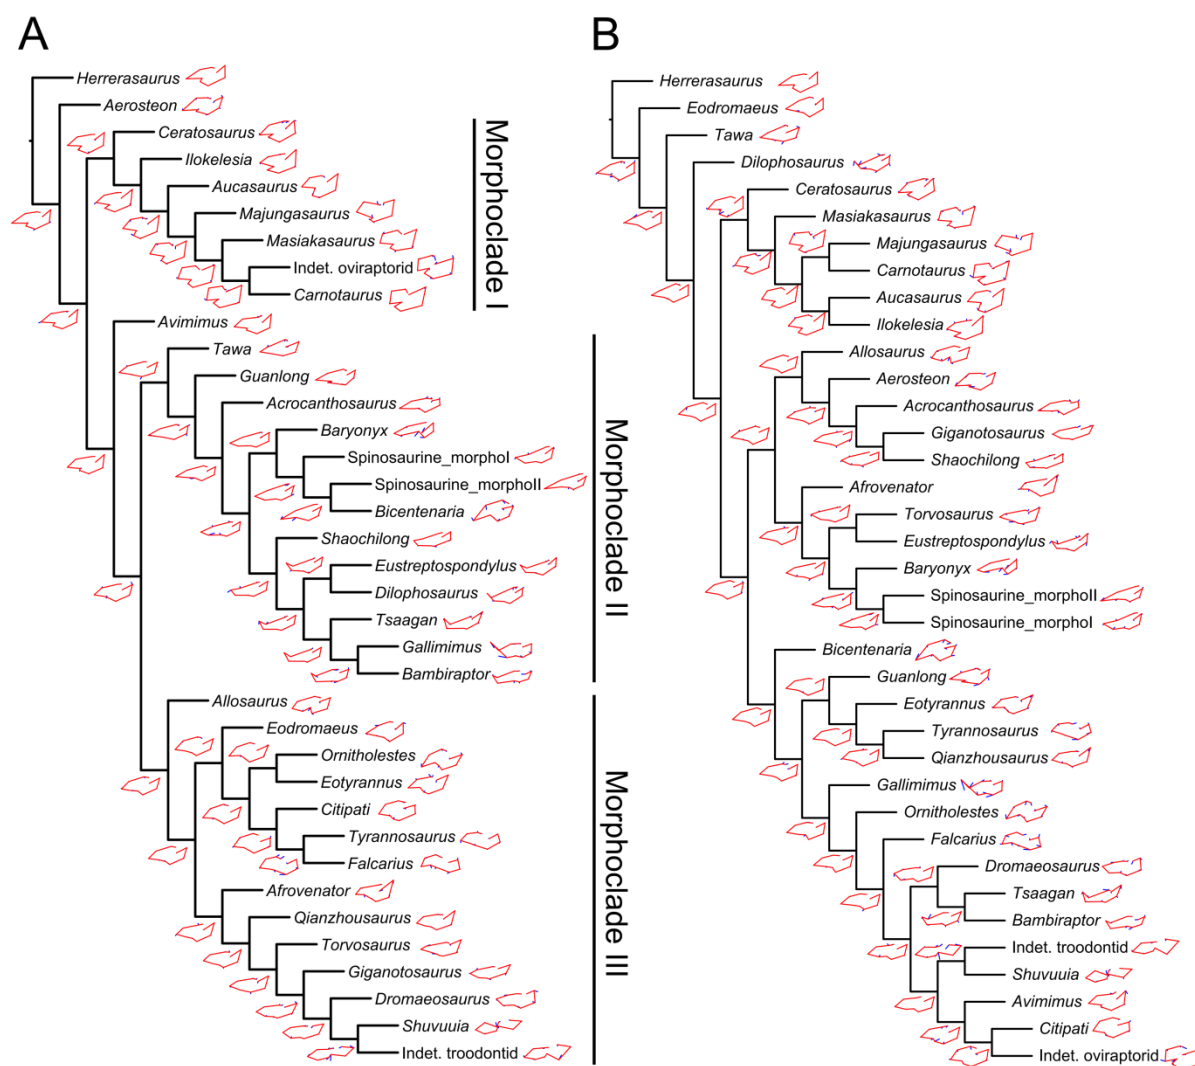 A
Herrerasaurus
Aerosteon
Ceratosaurus
Ilokelesia
Aucasaurus
Majungasaurus
Masiakasaurus
Indet. oviraptorid
Carnotaurus
Avimimus
Tawa
Guanlong
Acrocanthosaurus
Baryonyx
Spinosaurine_morphoI
Spinosaurine_morphoII
Bicentenaria
Shaochilong
Eustreptospondylus
Dilophosaurus
Tsaagan
Gallimimus
Bambiraptor
Allosaurus
Eodromaeus
Ornitholestes
Eotyrannus
Citipati
Tyrannosaurus
Falcarius
Afrovenator
Qianzhousaurus
Torvosaurus
Giganotosaurus
Dromaeosaurus
Shuvuuia
Indet. troodontid
Morphoclade I
Morphoclade II
Morphoclade III
B
Herrerasaurus
Eodromaeus
Tawa
Dilophosaurus
Ceratosaurus
Masiakasaurus
Majungasaurus
Carnotaurus
Aucasaurus
Ilokelesia
Allosaurus
Aerosteon
Acrocanthosaurus
Giganotosaurus
Shaochilong
Afrovenator
Torvosaurus
Eustreptospondylus
Baryonyx
Spinosaurine_morphoII
Spinosaurine_morphoI
Bicentenaria
Guanlong
Eotyrannus
Tyrannosaurus
Qianzhousaurus
Gallimimus
Ornitholestes
Falcarius
Dromaeosaurus
Tsaagan
Bambiraptor
Indet. troodontid
Shuvuuia
Avimimus
Citipati
Indet. oviraptorid